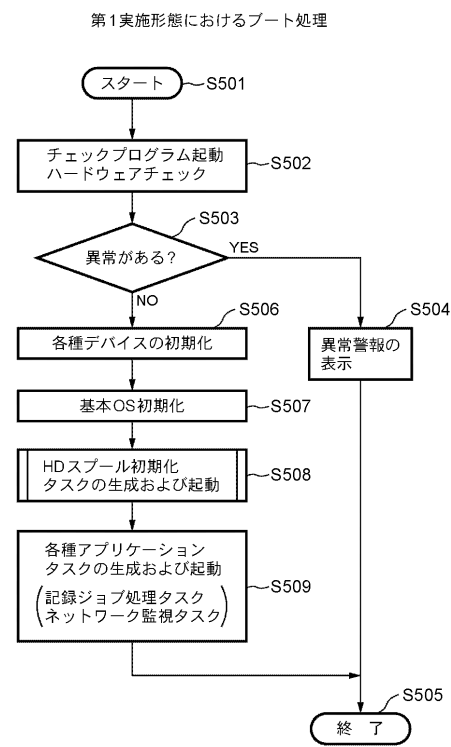 第1実施形態におけるブート処理
スタート
S501
チェックプログラム起動
ハードウェアチェック
S502
S503
異常がある?
YES
NO
S506
各種デバイスの初期化
S504
異常警報の
表示
基本OS初期化
S507
HDスプール初期化
タスクの生成および起動
S508
各種アプリケーション
タスクの生成および起動
(記録ジョブ処理タスク
ネットワーク監視タスク)
S509
S505
終 了